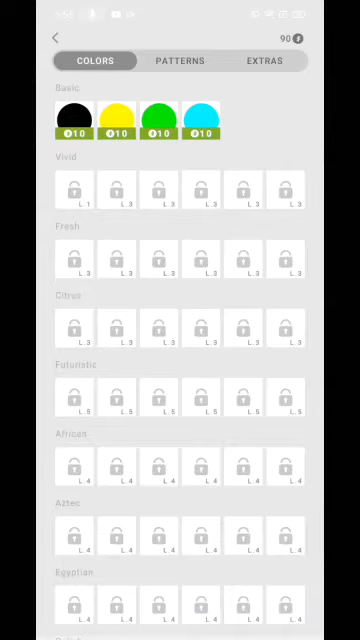 90
COLORS PATTERNS EXTRAS
Basic
10 10 10 10
Vivid
L. 1 L. 3 L. 3 L. 3 L. 3 L. 3
Fresh
L. 3 L. 3 L. 3 L. 3 L. 3 L. 3
Citrus
L. 3 L. 3 L. 3 L. 3 L. 3 L. 3
Futuristic
L. 5 L. 5 L. 5 L. 5 L. 5 L. 5
African
L. 4 L. 4 L. 4 L. 4 L. 4 L. 4
Aztec
L. 4 L. 4 L. 4 L. 4 L. 4 L. 4
Egyptian
L. 4 L. 4 L. 4 L. 4 L. 4 L. 4